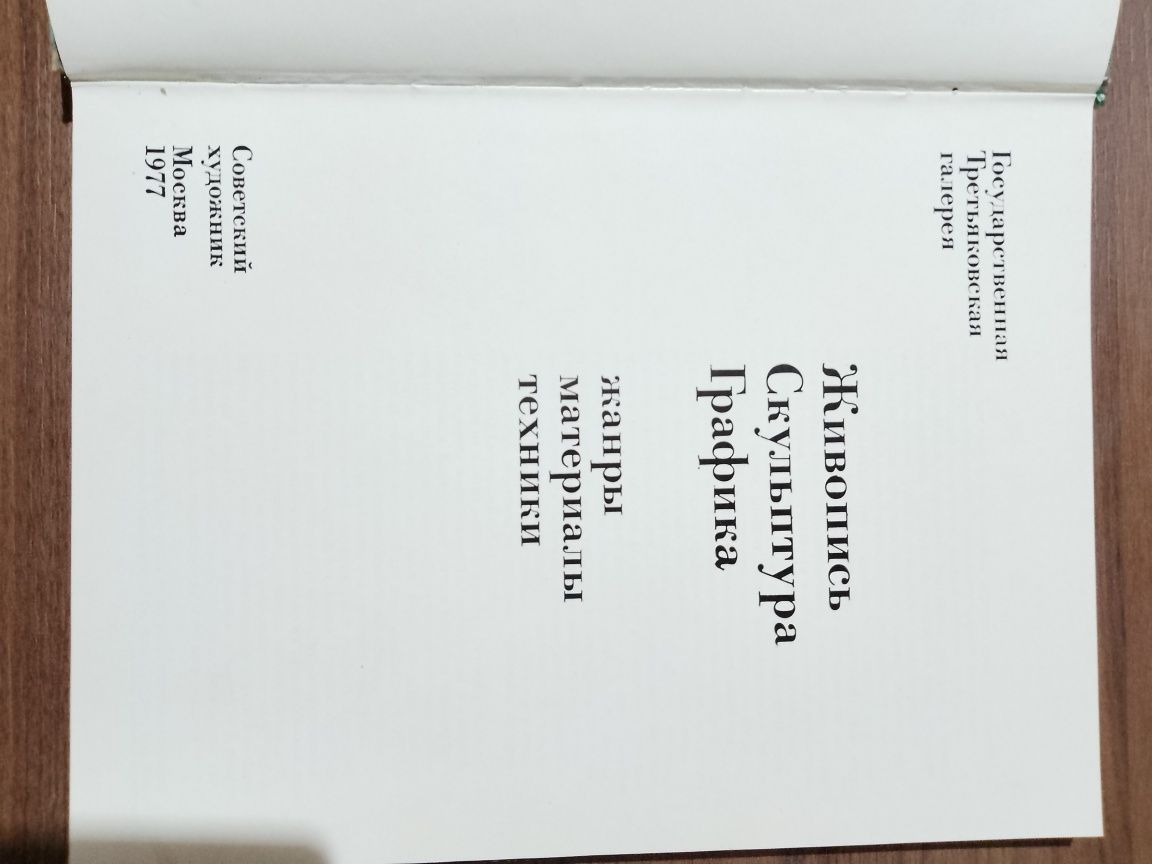 Государственная
Третьяковская
галерея
Живопись
Скульптура
Графика
жанры
материалы
техники
Советский
художник
Москва
1977